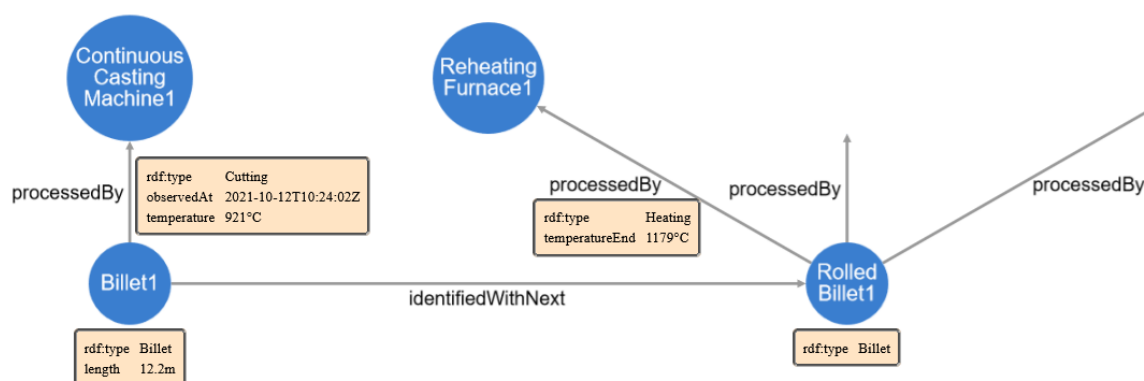 Continuous
Casting
Machine1
Reheating
Furnace1
processedBy
rdf:type Cutting
observedAt 2021-10-12T10:24:02Z
temperature 921°C
processedBy
processedBy
processedBy
rdf:type Heating
temperatureEnd 1179°C
Billet1
identifiedWithNext
Rolled
Billet1
rdf:type Billet
length 12.2m
rdf:type Billet